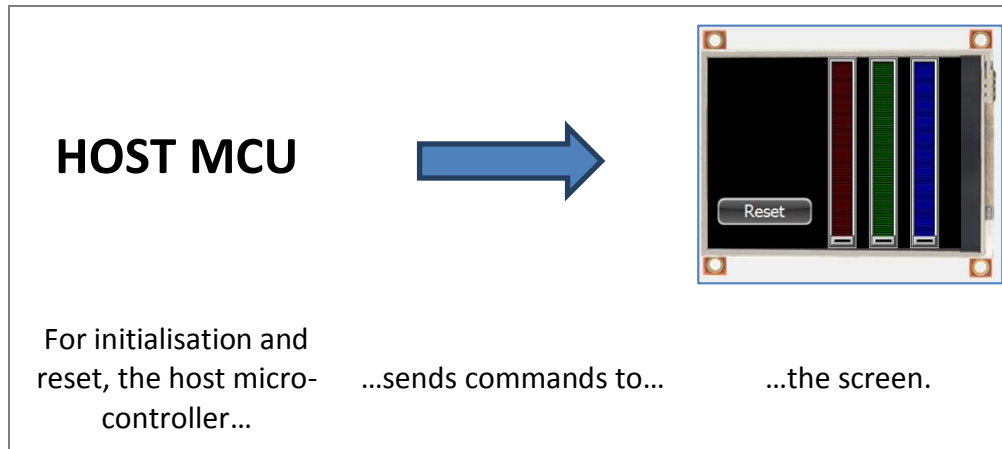 HOST MCU
Reset
For initialisation and
reset, the host micro-
controller…
…sends commands to…
…the screen.